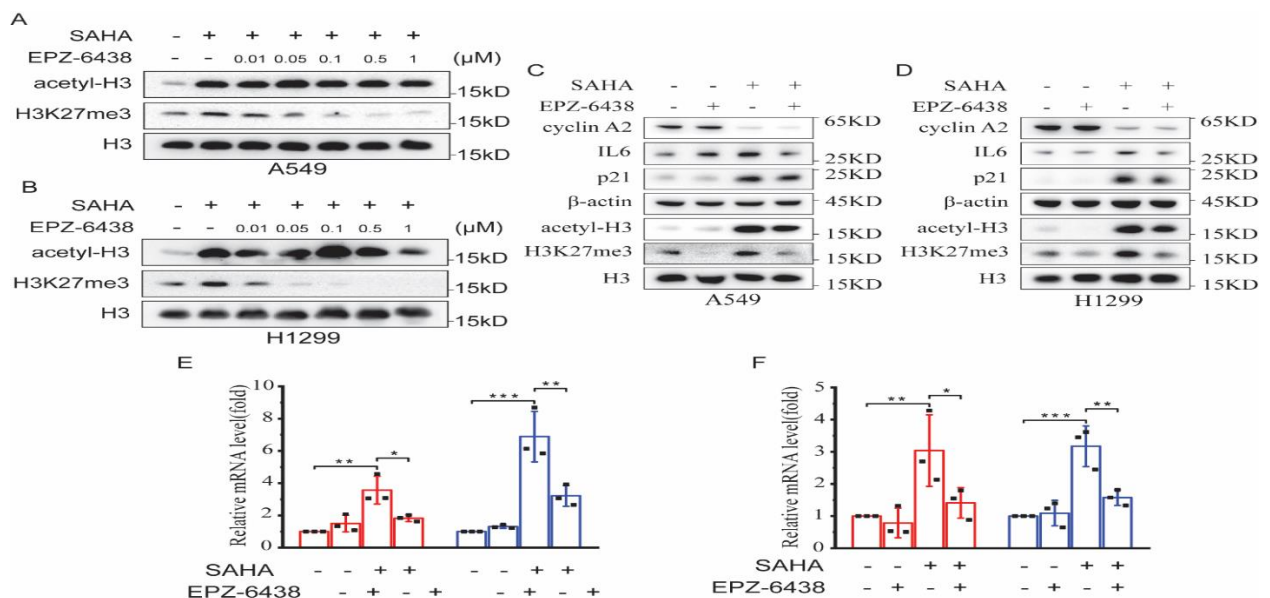 A
SAHA - + + + + + +
EPZ-6438 - - 0.01 0.05 0.1 0.5 1 (μM)
acetyl-H3 15kD
H3K27me3 15kD
H3 15kD
A549
B
SAHA - + + + + + +
EPZ-6438 - - 0.01 0.05 0.1 0.5 1 (μM)
acetyl-H3 15kD
H3K27me3
H3 15kD
H1299
C
SAHA - - + +
EPZ-6438 - + - +
cyclin A2 65KD
IL6 25KD
p21 25KD
β-actin 45KD
acetyl-H3 15KD
H3K27me3 15KD
H3 15KD
A549
D
SAHA - - + +
EPZ-6438 - + - +
cyclin A2 65KD
IL6 25KD
p21 25KD
β-actin 45KD
acetyl-H3 15KD
H3K27me3 15KD
H3 15KD
H1299
E
Relative mRNA level(fold)
10
8
6
4
2
0
** * *** **
SAHA - - + + - - + +
EPZ-6438 - + - + - + - +
F
Relative mRNA level(fold)
5
4
3
2
1
0
** * *** **
SAHA - - + + - - + +
EPZ-6438 - + - + - + - +